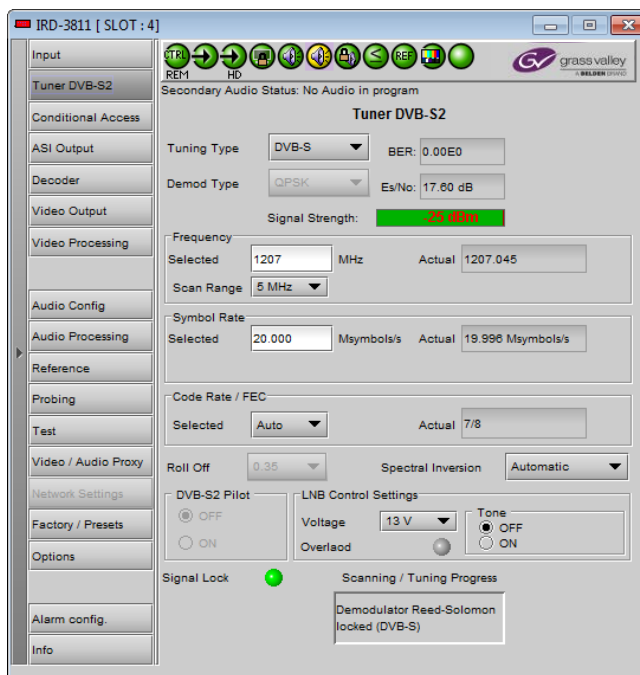 IRD-3811 [ SLOT : 4]
Input
Tuner DVB-S2
Conditional Access
ASI Output
Decoder
Video Output
Video Processing
Audio Config
Audio Processing
Reference
Probing
Test
Video / Audio Proxy
Network Settings
Factory / Presets
Options
Alarm config.
Info
CTRL REF
REM HD
GV grass valley
A BELDEN BRAND
Secondary Audio Status: No Audio in program
Tuner DVB-S2
Tuning Type DVB-S BER: 0.00E0
Demod Type QPSK Es/No: 17.60 dB
Signal Strength: -25 dBm
Frequency
Selected 1207 MHz Actual 1207.045
Scan Range 5 MHz
Symbol Rate
Selected 20.000 Msymbols/s Actual 19.996 Msymbols/s
Code Rate / FEC
Selected Auto Actual 7/8
Roll Off 0.35 Spectral Inversion Automatic
DVB-S2 Pilot LNB Control Settings
OFF Voltage 13 V Tone OFF
ON Overlaod ON
Signal Lock Scanning / Tuning Progress
Demodulator Reed-Solomon
locked (DVB-S)